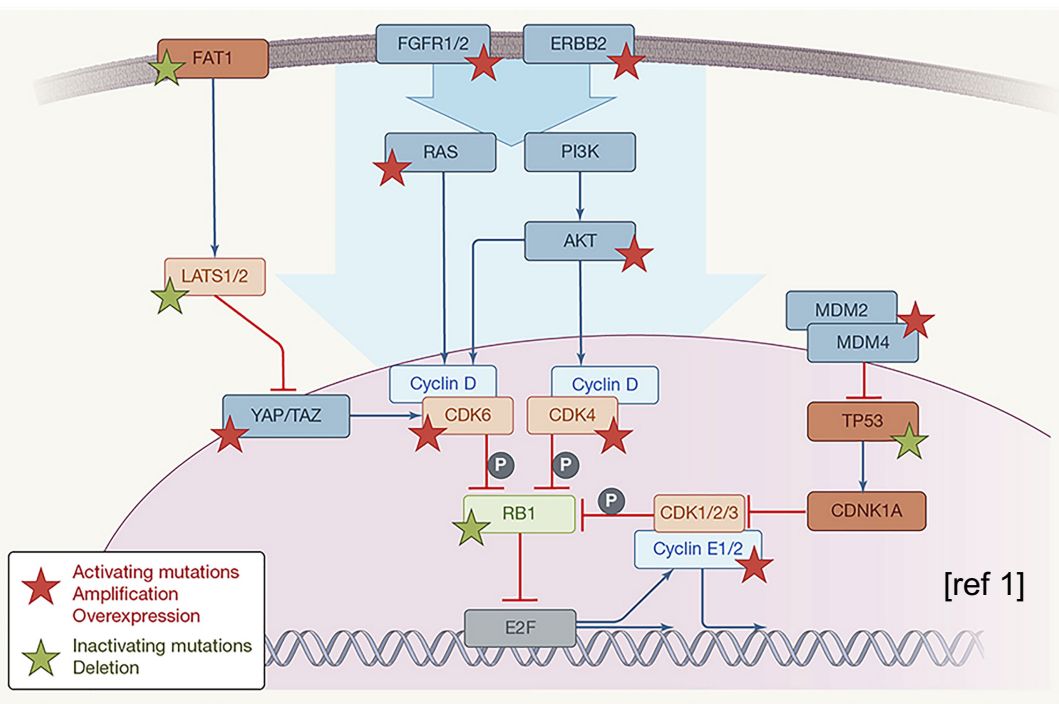 FGFR1/2
ERBB2
FAT1
RAS
PI3K
AKT
LATS1/2
MDM2
MDM4
Cyclin D
Cyclin D
YAP/TAZ
CDK6
CDK4
TP53
P
P
P
RB1
CDK1/2/3
CDNK1A
Cyclin E1/2
E2F
[ref 1]
Activating mutations
Amplification
Overexpression
Inactivating mutations
Deletion